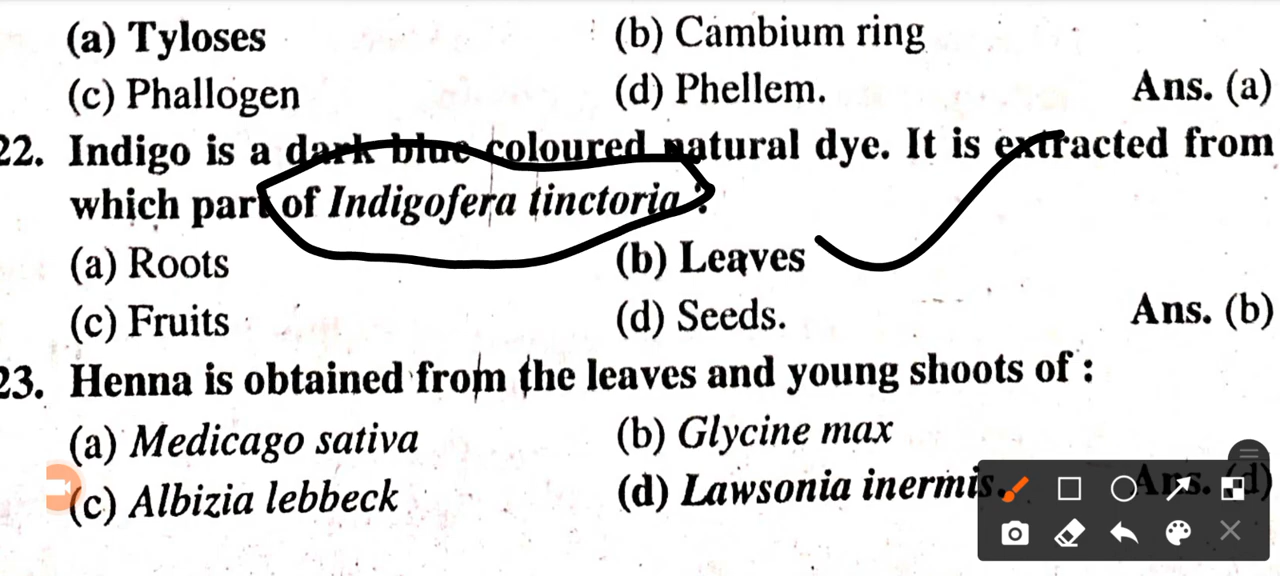 (a) Tyloses (b) Cambium ring
(c) Phallogen (d) Phellem. Ans. (a)
22. Indigo is a dark blue coloured natural dye. It is extracted from
which part of Indigofera tinctoria ?
(a) Roots (b) Leaves
(c) Fruits (d) Seeds. Ans. (b)
23. Henna is obtained from the leaves and young shoots of :
(a) Medicago sativa (b) Glycine max
(c) Albizia lebbeck (d) Lawsonia inermis. Ans. (d)